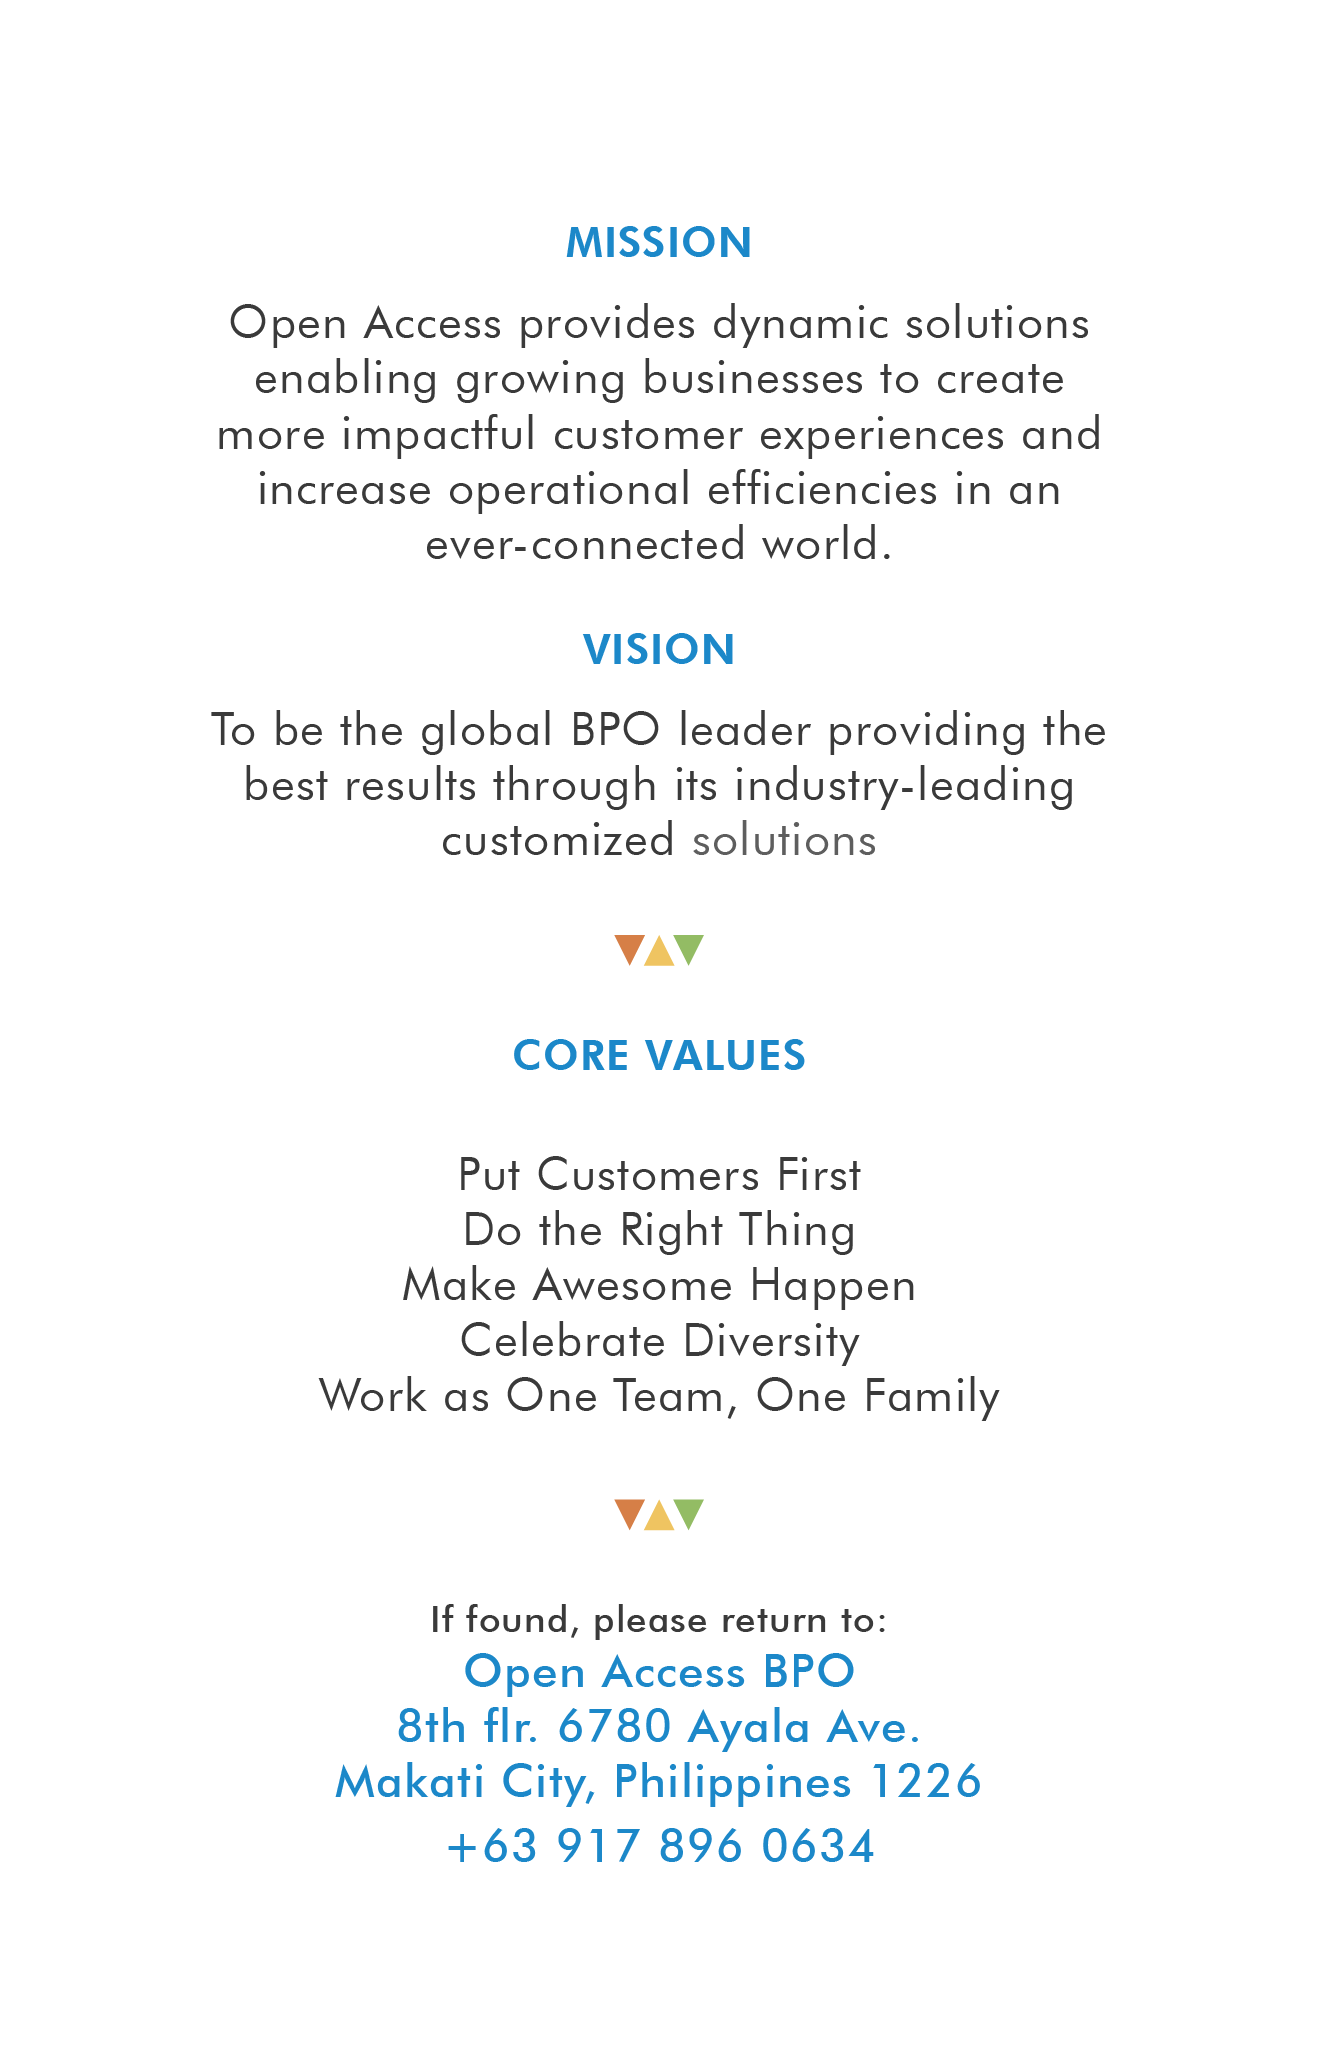 MISSION
Open Access provides dynamic solutions
enabling growing businesses to create
more impactful customer experiences and
increase operational efficiencies in an
ever-connected world.
VISION
To be the global BPO leader providing the
best results through its industry-leading
customized solutions
CORE VALUES
Put Customers First
Do the Right Thing
Make Awesome Happen
Celebrate Diversity
Work as One Team, One Family
If found, please return to:
Open Access BPO
8th flr. 6780 Ayala Ave.
Makati City, Philippines 1226
+63 917 896 0634